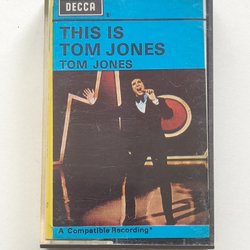 DECCA
THIS IS
TOM JONES
TOM JONES
A Compatible Recording*